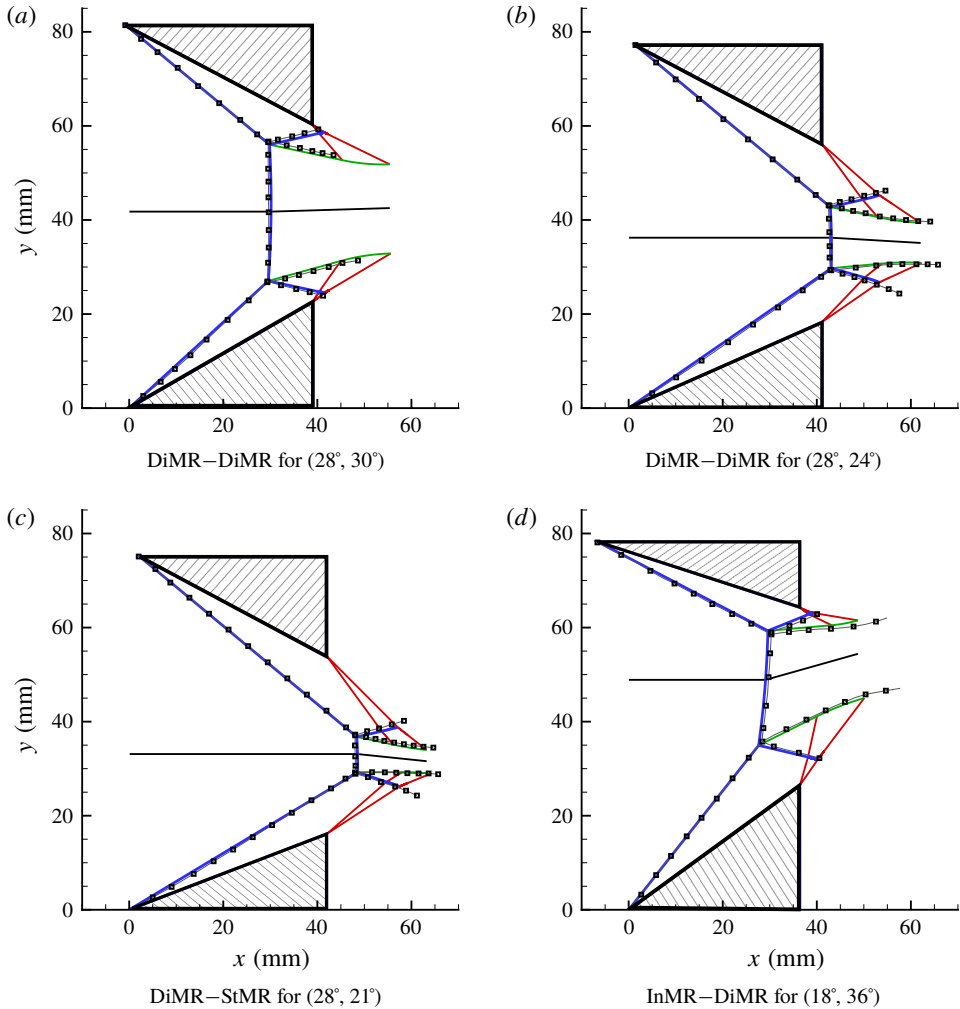 (a)
(b)
80
60
40
20
0
y (mm)
0 20 40 60
DiMR−DiMR for (28°, 30°)
80
60
40
20
0
0 20 40 60
DiMR−DiMR for (28°, 24°)
(c)
(d)
80
60
40
20
0
y (mm)
0 20 40 60
x (mm)
DiMR−StMR for (28°, 21°)
80
60
40
20
0
0 20 40 60
x (mm)
InMR−DiMR for (18°, 36°)